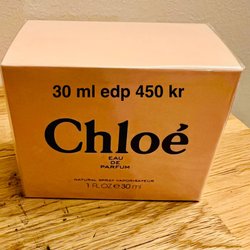 30 ml edp 450 kr
Chloé
EAU
DE
PARFUM
NATURAL SPRAY VAPORISATEUR
1 FL.OZ e 30 ml